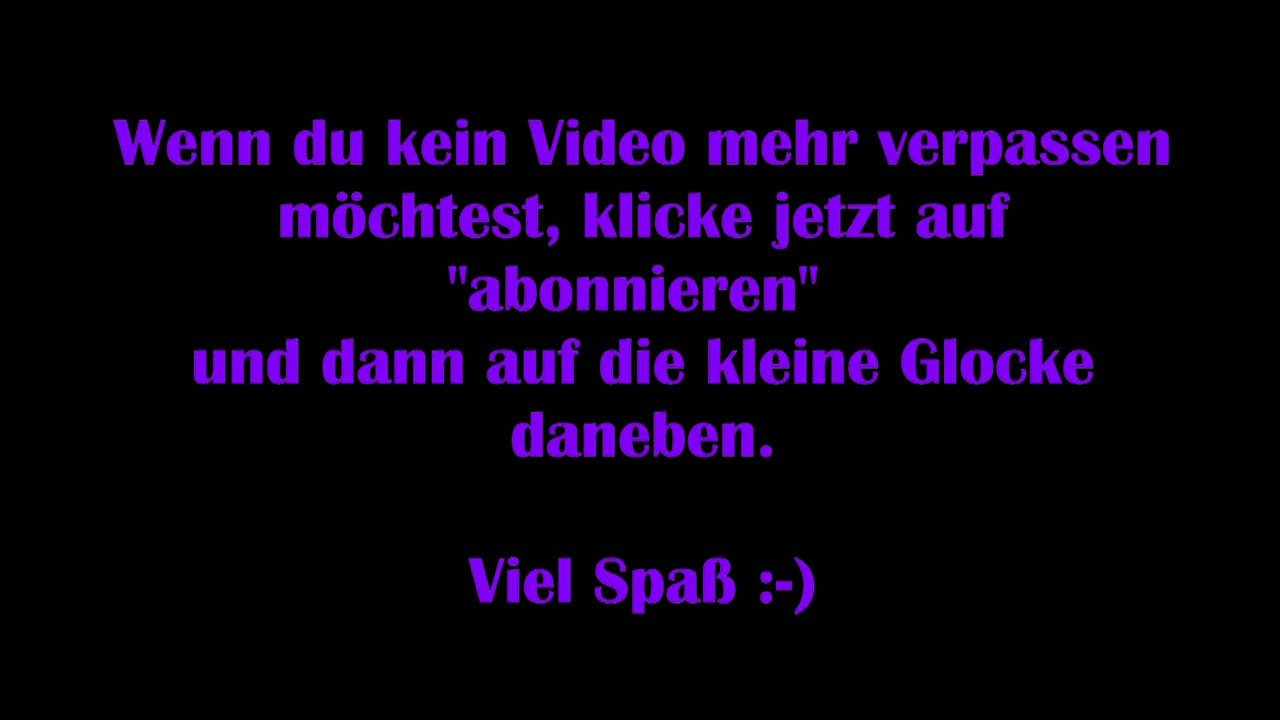 Wenn du kein Video mehr verpassen
möchtest, klicke jetzt auf
"abonnieren"
und dann auf die kleine Glocke
daneben.
Viel Spaß :-)